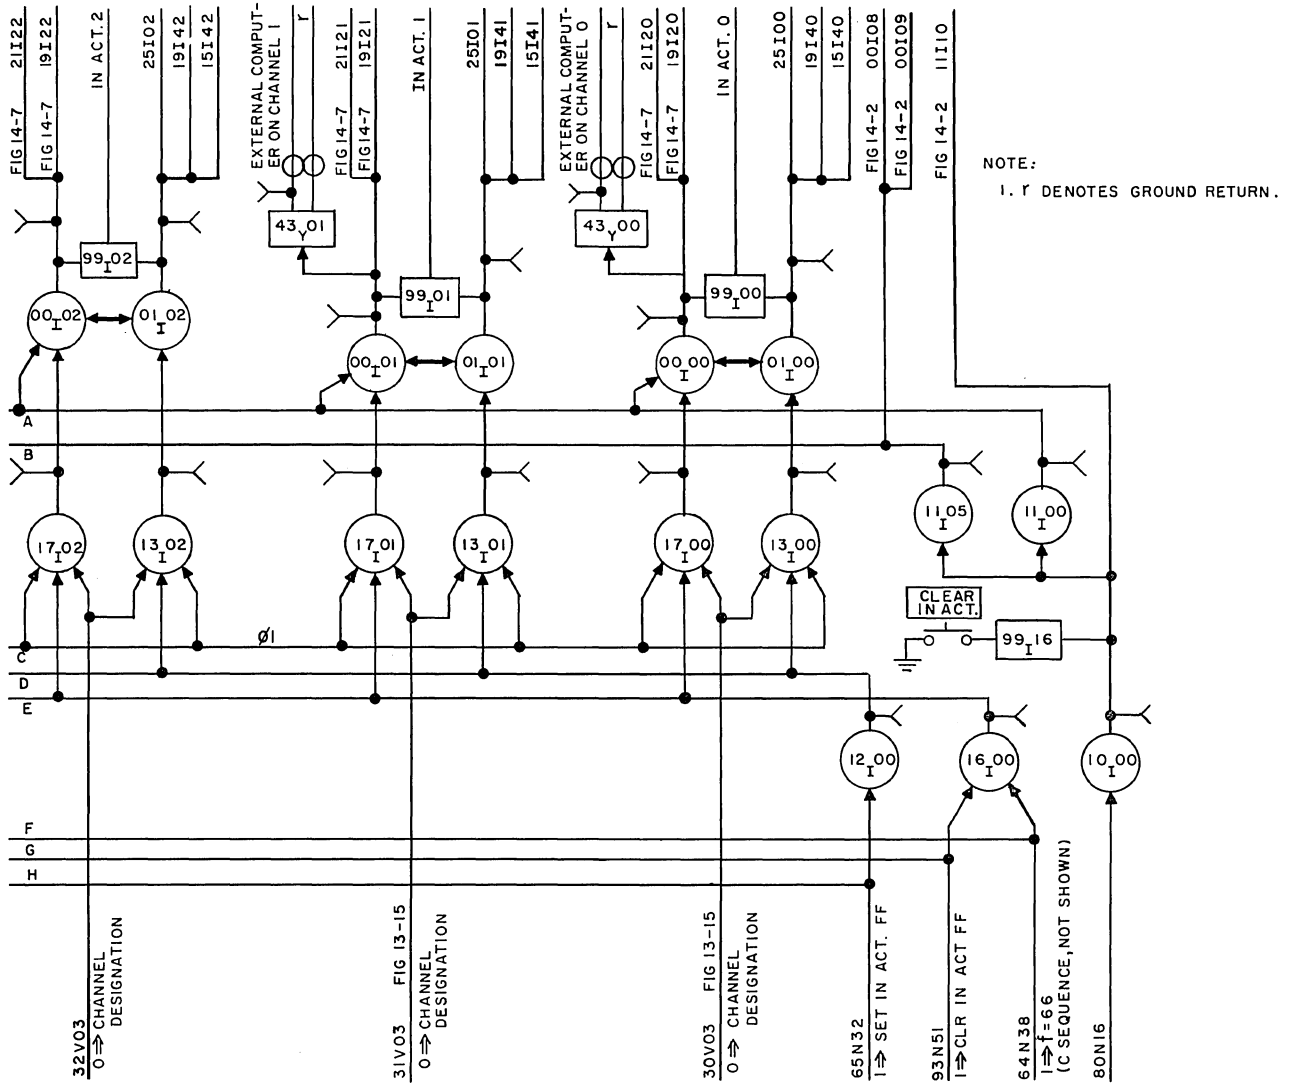 FIG 14-7 21I22
FIG 14-7 19I22
IN ACT. 2
25I02
19I42
15I42
EXTERNAL COMPUT-
ER ON CHANNEL 1
r
FIG 14-7 21I21
FIG 14-7 19I21
IN ACT. 1
25I01
19I41
15I41
EXTERNAL COMPUT-
ER ON CHANNEL 0
r
FIG 14-7 21I20
FIG 14-7 19I20
IN ACT. 0
25I00
19I40
15I40
FIG 14-2 00I08
FIG 14-2 00I09
FIG 14-2 11I10
NOTE:
1. r DENOTES GROUND RETURN.
43Y01
43Y00
99I02
99I01
99I00
00I02
01I02
00I01
01I01
00I00
01I00
A
B
17I02
13I02
17I01
13I01
17I00
13I00
11I05
11I00
CLEAR
IN ACT.
99I16
Ø1
C
D
E
12I00
16I00
10I00
F
G
H
32V03
0⇒CHANNEL
DESIGNATION
31V03 FIG 13-15
0⇒CHANNEL
DESIGNATION
30V03 FIG 13-15
0⇒ CHANNEL
DESIGNATION
65N32
1⇒ SET IN ACT. FF
93N51
1⇒CLR IN ACT FF
64N38
1⇒f=66
(C SEQUENCE, NOT SHOWN)
80N16